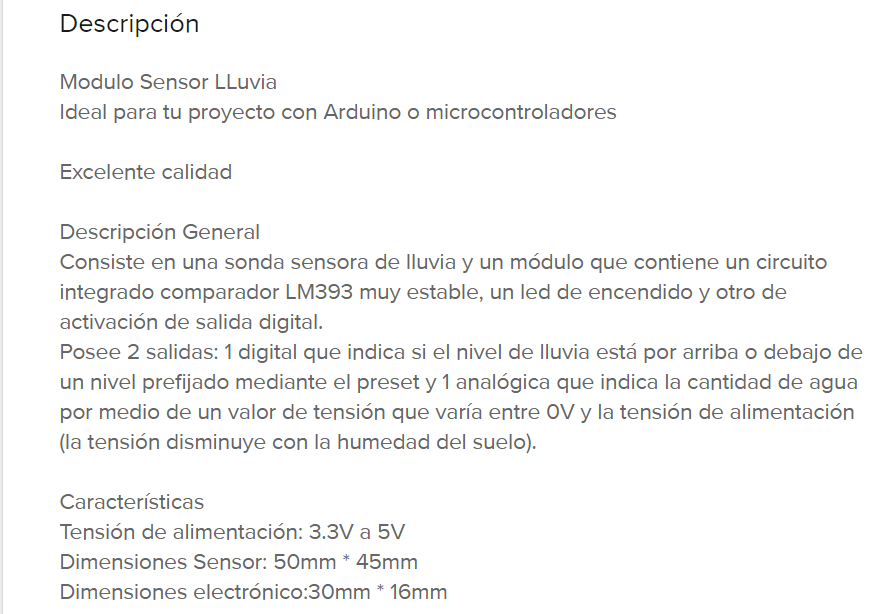 Descripción
Modulo Sensor LLuvia
Ideal para tu proyecto con Arduino o microcontroladores
Excelente calidad
Descripción General
Consiste en una sonda sensora de lluvia y un módulo que contiene un circuito
integrado comparador LM393 muy estable, un led de encendido y otro de
activación de salida digital.
Posee 2 salidas: 1 digital que indica si el nivel de lluvia está por arriba o debajo de
un nivel prefijado mediante el preset y 1 analógica que indica la cantidad de agua
por medio de un valor de tensión que varía entre 0V y la tensión de alimentación
(la tensión disminuye con la humedad del suelo).
Características
Tensión de alimentación: 3.3V a 5V
Dimensiones Sensor: 50mm * 45mm
Dimensiones electrónico:30mm * 16mm